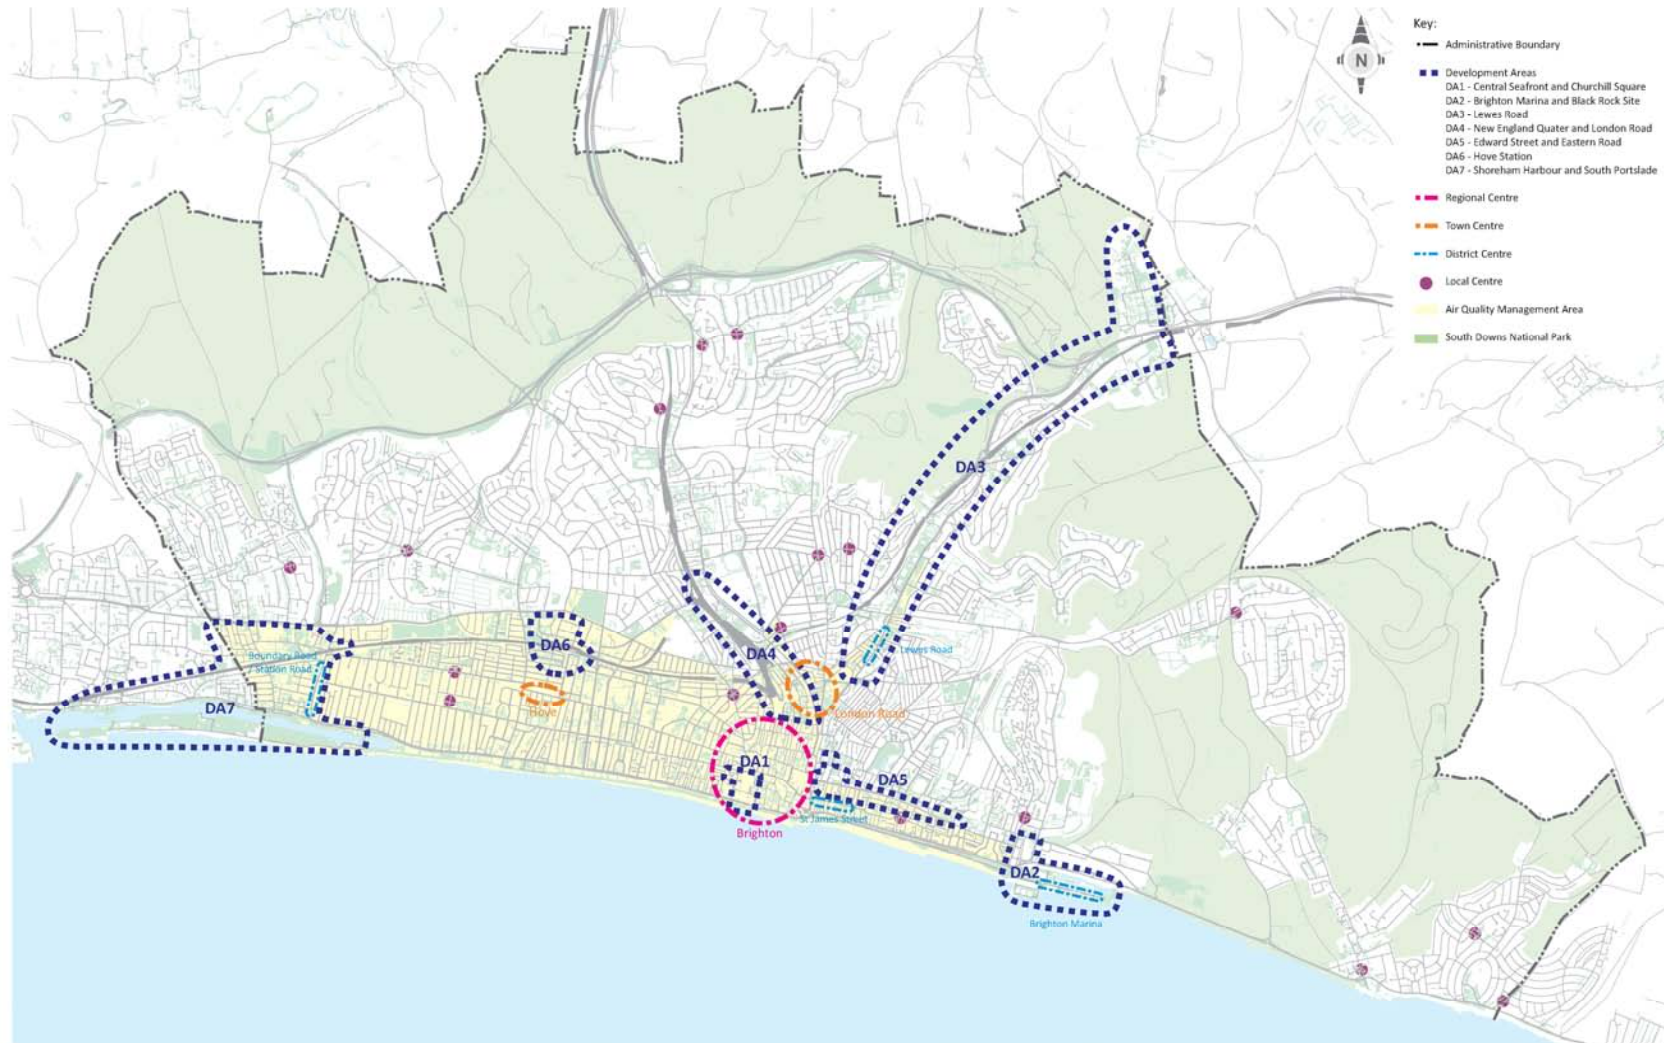 Key:
N
Administrative Boundary
Development Areas
DA1 - Central Seafront and Churchill Square
DA2 - Brighton Marina and Black Rock Site
DA3 - Lewes Road
DA4 - New England Quater and London Road
DA5 - Edward Street and Eastern Road
DA6 - Hove Station
DA7 - Shoreham Harbour and South Portslade
Regional Centre
Town Centre
District Centre
Local Centre
Air Quality Management Area
South Downs National Park
DA3
DA6
DA4
Lewes Road
Boundary Road
/ Station Road
DA7
Hove
London Road
DA1
DA5
St James Street
Brighton
DA2
Brighton Marina